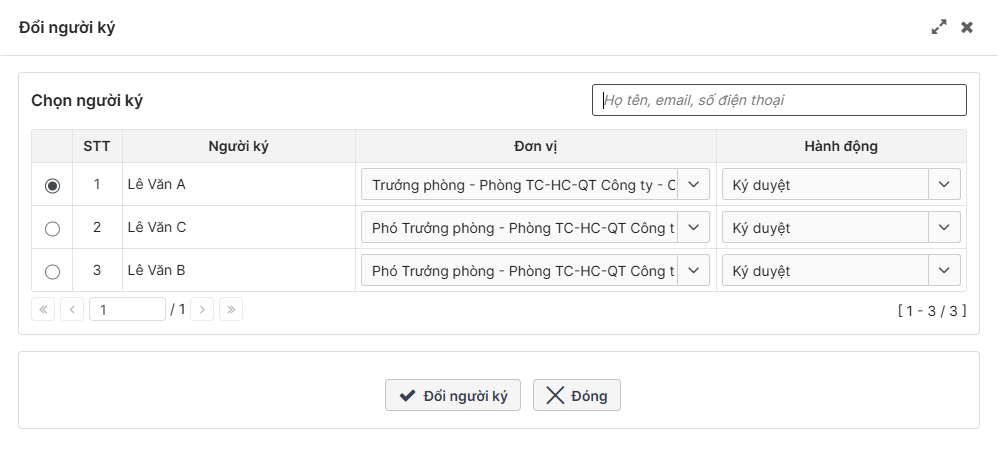 Đổi người ký
Chọn người ký
Họ tên, email, số điện thoại
STT Người ký Đơn vị Hành động
1 Lê Văn A Trưởng phòng - Phòng TC-HC-QT Công ty - C Ký duyệt
2 Lê Văn C Phó Trưởng phòng - Phòng TC-HC-QT Công t Ký duyệt
3 Lê Văn B Phó Trưởng phòng - Phòng TC-HC-QT Công t Ký duyệt
« ‹ 1 / 1 › » [ 1 - 3 / 3 ]
Đổi người ký Đóng